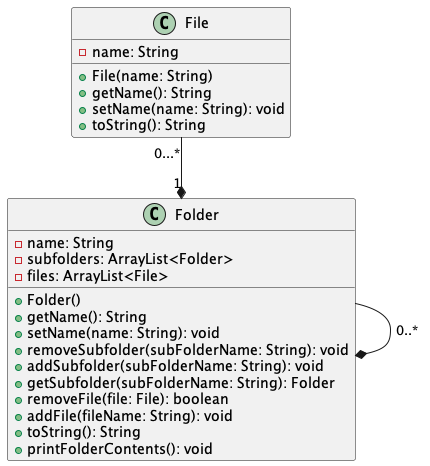 C File
name: String
File(name: String)
getName(): String
setName(name: String): void
toString(): String
0...*
1
C Folder
name: String
subfolders: ArrayList<Folder>
files: ArrayList<File>
Folder()
getName(): String
setName(name: String): void
removeSubfolder(subFolderName: String): void
addSubfolder(subFolderName: String): void
getSubfolder(subFolderName: String): Folder
removeFile(file: File): boolean
addFile(fileName: String): void
toString(): String
printFolderContents(): void
0..*